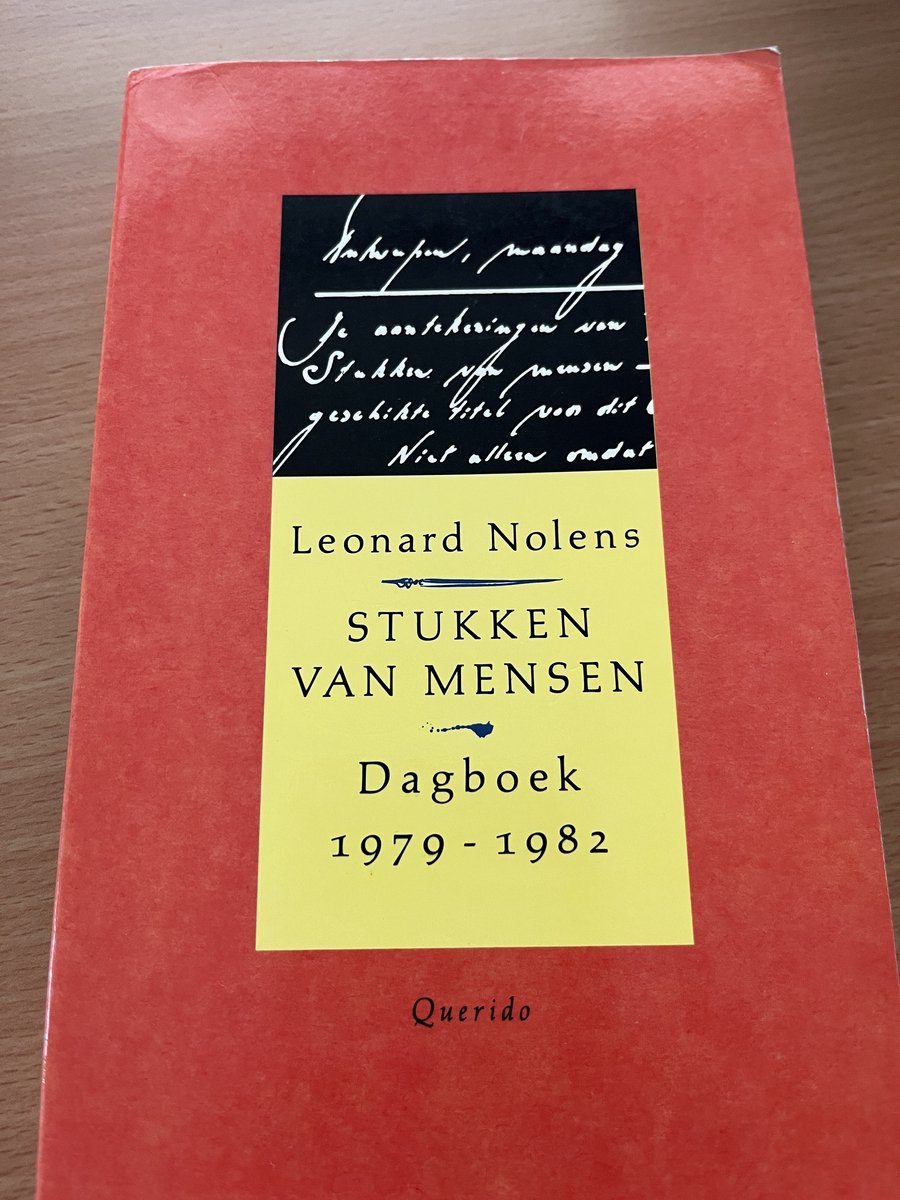 Antwerpen, maandag
Je aantekeningen van
Stukken van mensen –
geschikte titel voor dit
Niet alleen omdat
Leonard Nolens
STUKKEN
VAN MENSEN
Dagboek
1979 - 1982
Querido